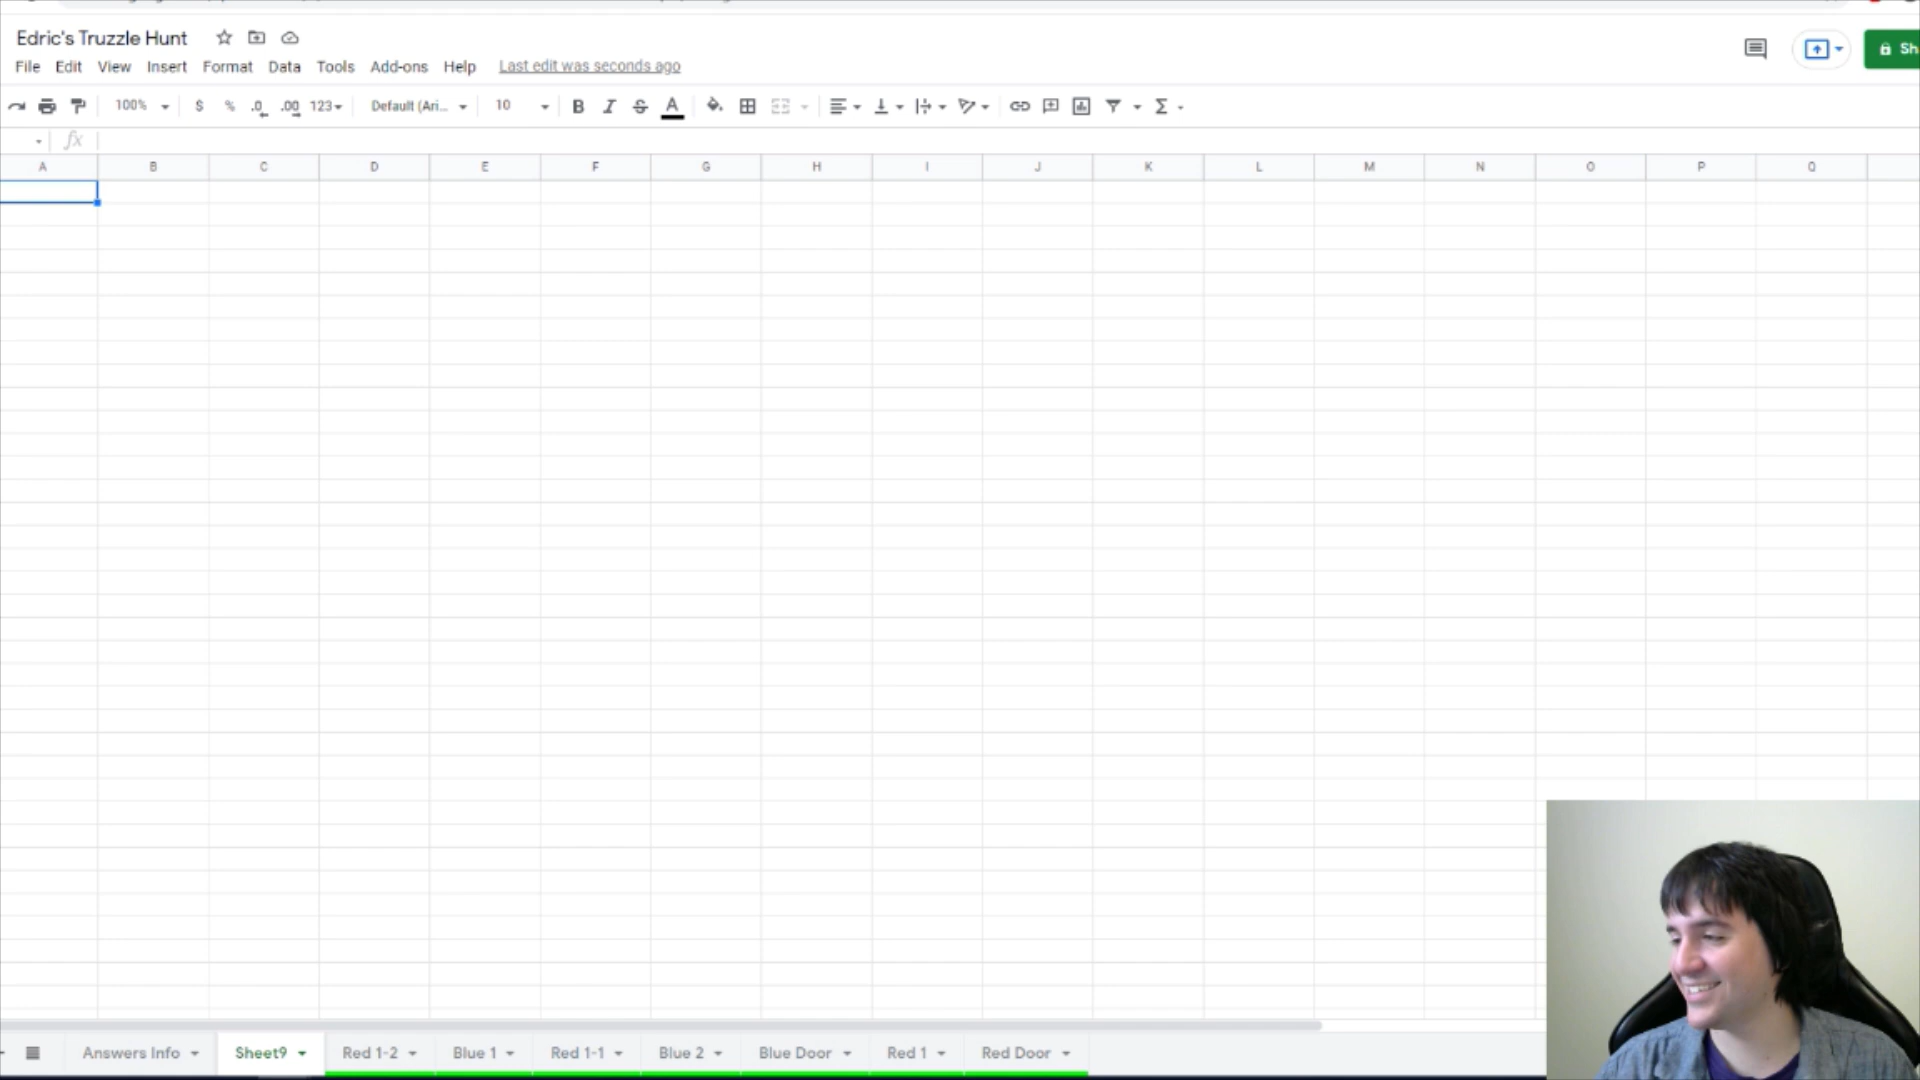 Edric's Truzzle Hunt
File Edit View Insert Format Data Tools Add-ons Help Last edit was seconds ago
Sh
100% $ % .0 .00 123 Default (Ari... 10 B I S A Σ
fx
A B C D E F G H I J K L M N O P Q
Answers Info Sheet9 Red 1-2 Blue 1 Red 1-1 Blue 2 Blue Door Red 1 Red Door